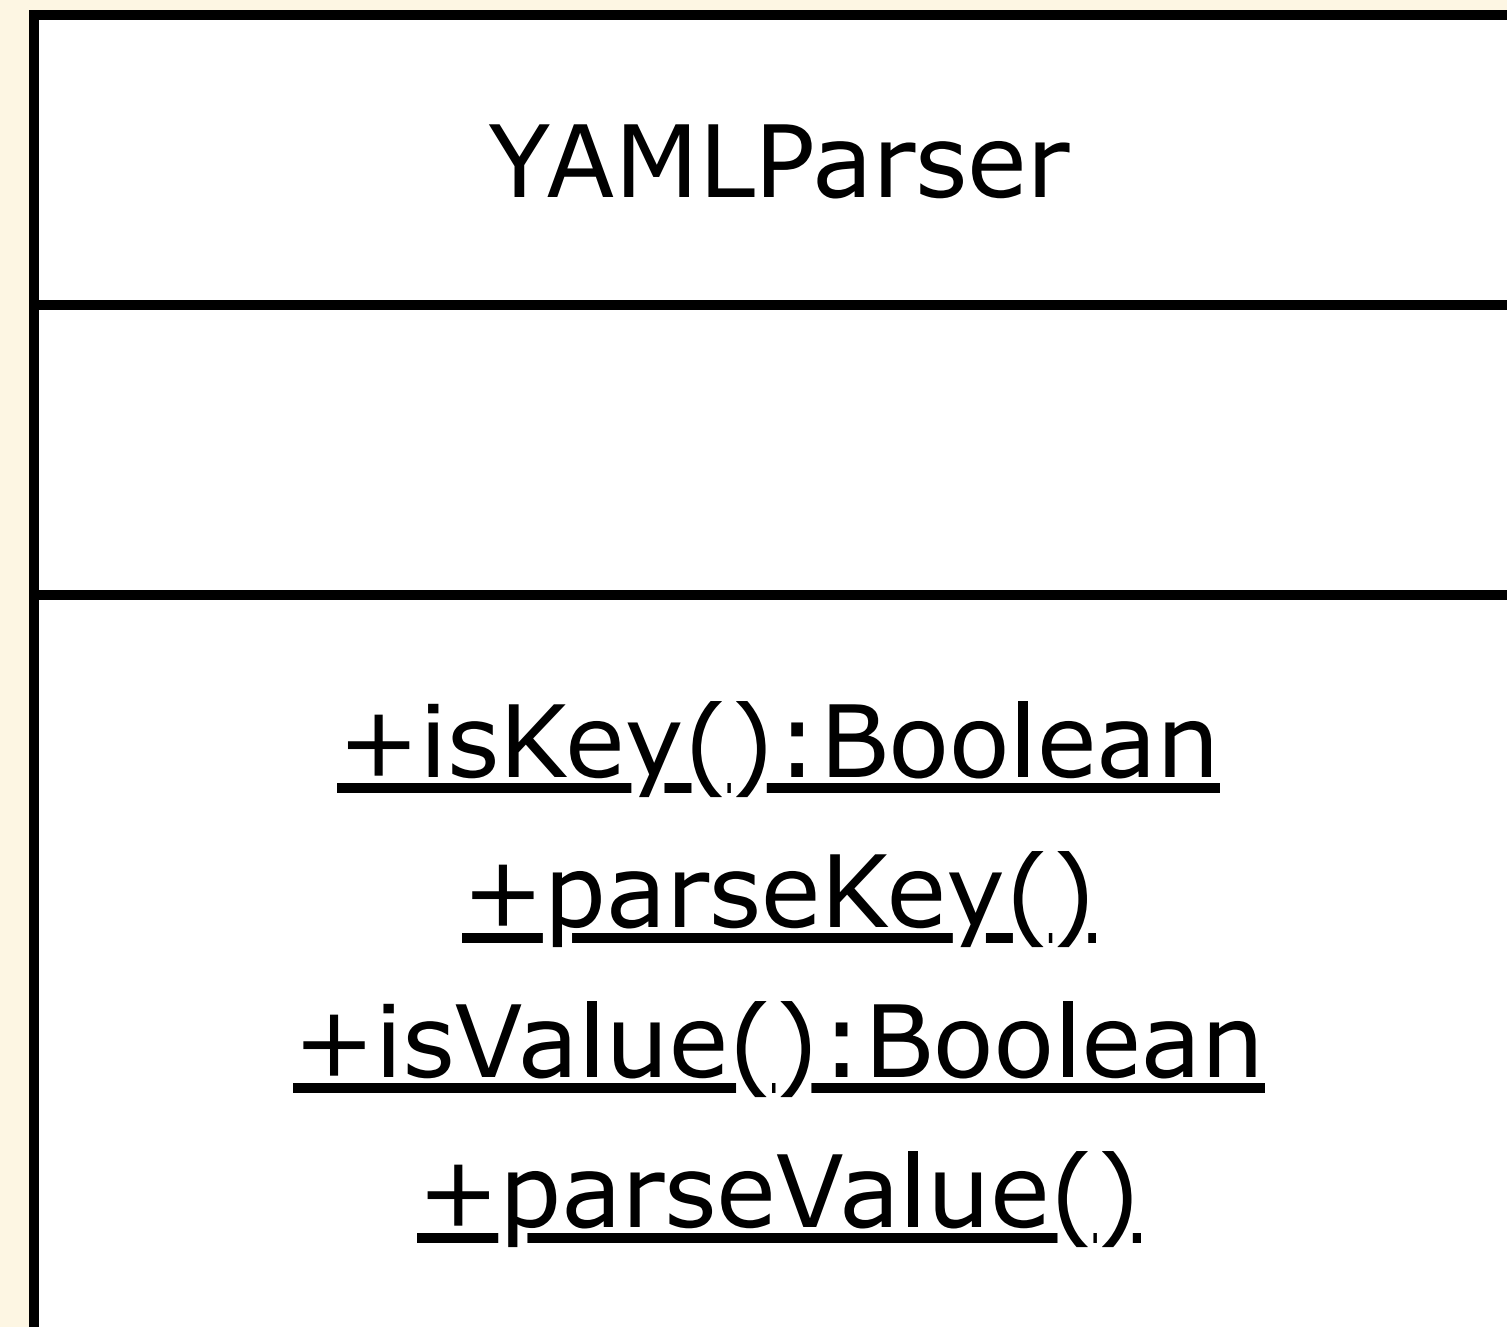 YAMLParser
+isKey():Boolean
+parseKey()
+isValue():Boolean
+parseValue()